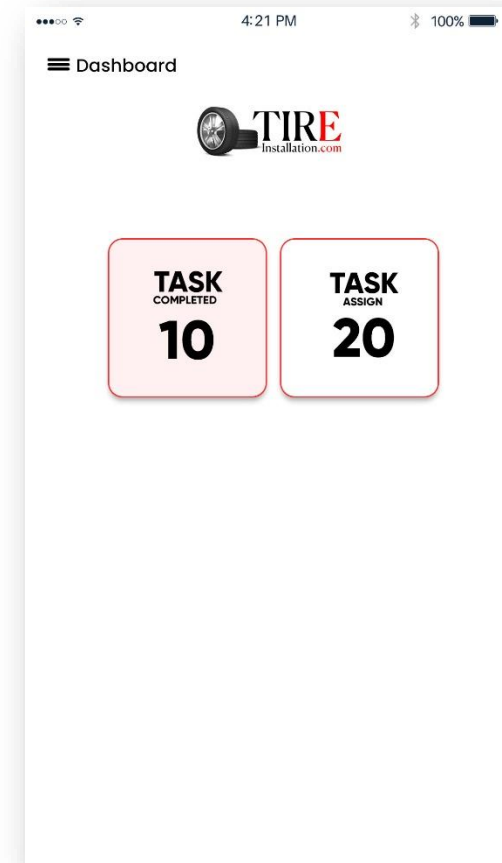 4:21 PM
100%
Dashboard
TIRE
Installation.com
TASK
COMPLETED
10
TASK
ASSIGN
20